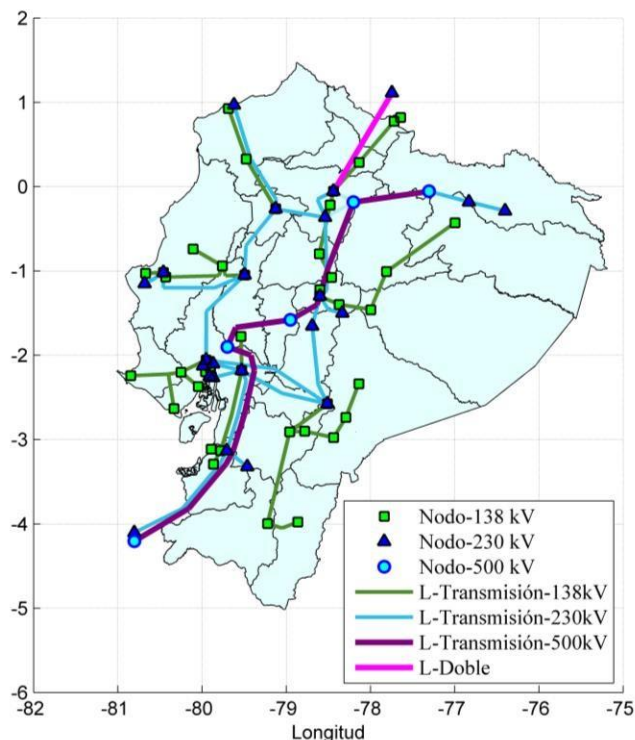 2
1
0
-1
-2
-3
-4
-5
-6
-82
-81
-80
-79
-78
-77
-76
-75
Longitud
Nodo-138 kV
Nodo-230 kV
Nodo-500 kV
L-Transmisión-138kV
L-Transmisión-230kV
L-Transmisión-500kV
L-Doble